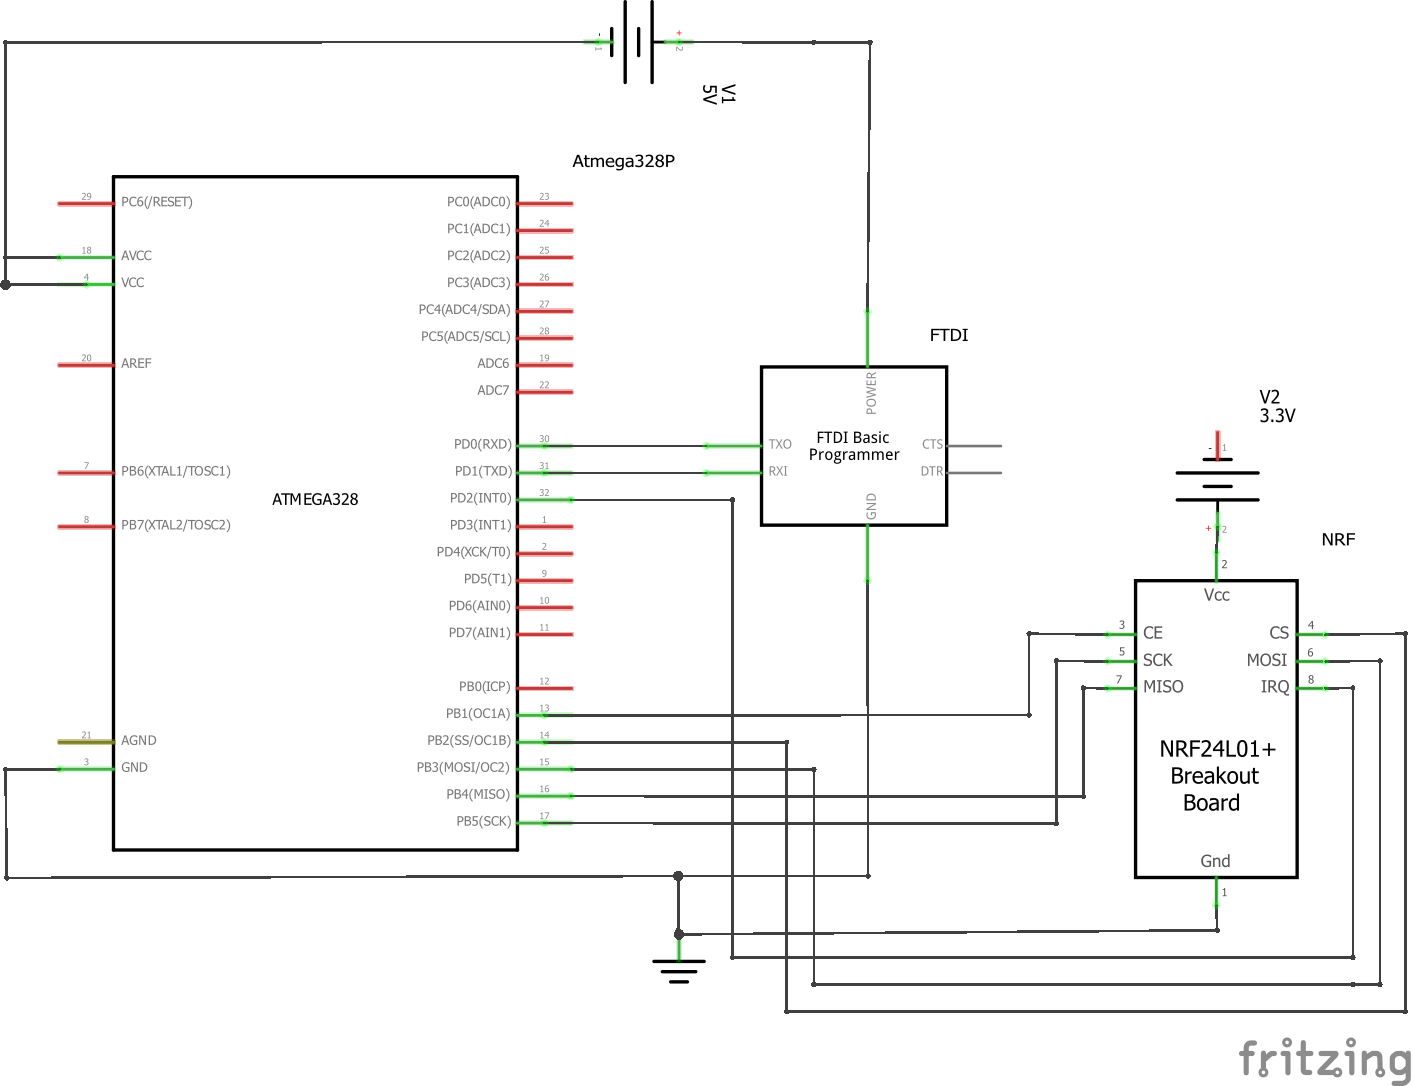 -
1
+
2
V1
5V
Atmega328P
29
PC6(/RESET)
PC0(ADC0)
23
PC1(ADC1)
24
18
AVCC
PC2(ADC2)
25
4
VCC
PC3(ADC3)
26
PC4(ADC4/SDA)
27
PC5(ADC5/SCL)
28
20
AREF
ADC6
19
ADC7
22
PD0(RXD)
30
7
PB6(XTAL1/TOSC1)
PD1(TXD)
31
ATMEGA328
PD2(INT0)
32
8
PB7(XTAL2/TOSC2)
PD3(INT1)
1
PD4(XCK/T0)
2
PD5(T1)
9
PD6(AIN0)
10
PD7(AIN1)
11
PB0(ICP)
12
PB1(OC1A)
13
21
AGND
PB2(SS/OC1B)
14
3
GND
PB3(MOSI/OC2)
15
PB4(MISO)
16
PB5(SCK)
17
FTDI
POWER
TXO
FTDI Basic
Programmer
CTS
RXI
DTR
GND
V2
3.3V
-
1
+
2
NRF
2
Vcc
3
CE
CS
4
5
SCK
MOSI
6
7
MISO
IRQ
8
NRF24L01+
Breakout
Board
Gnd
1
fritzing